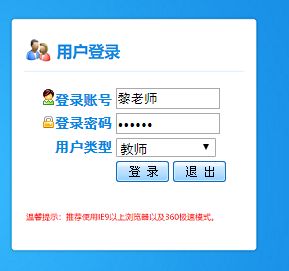 用户登录
登录账号 黎老师
登录密码 ••••••
用户类型 教师
登 录 退 出
温馨提示：推荐使用IE9以上浏览器以及360极速模式。